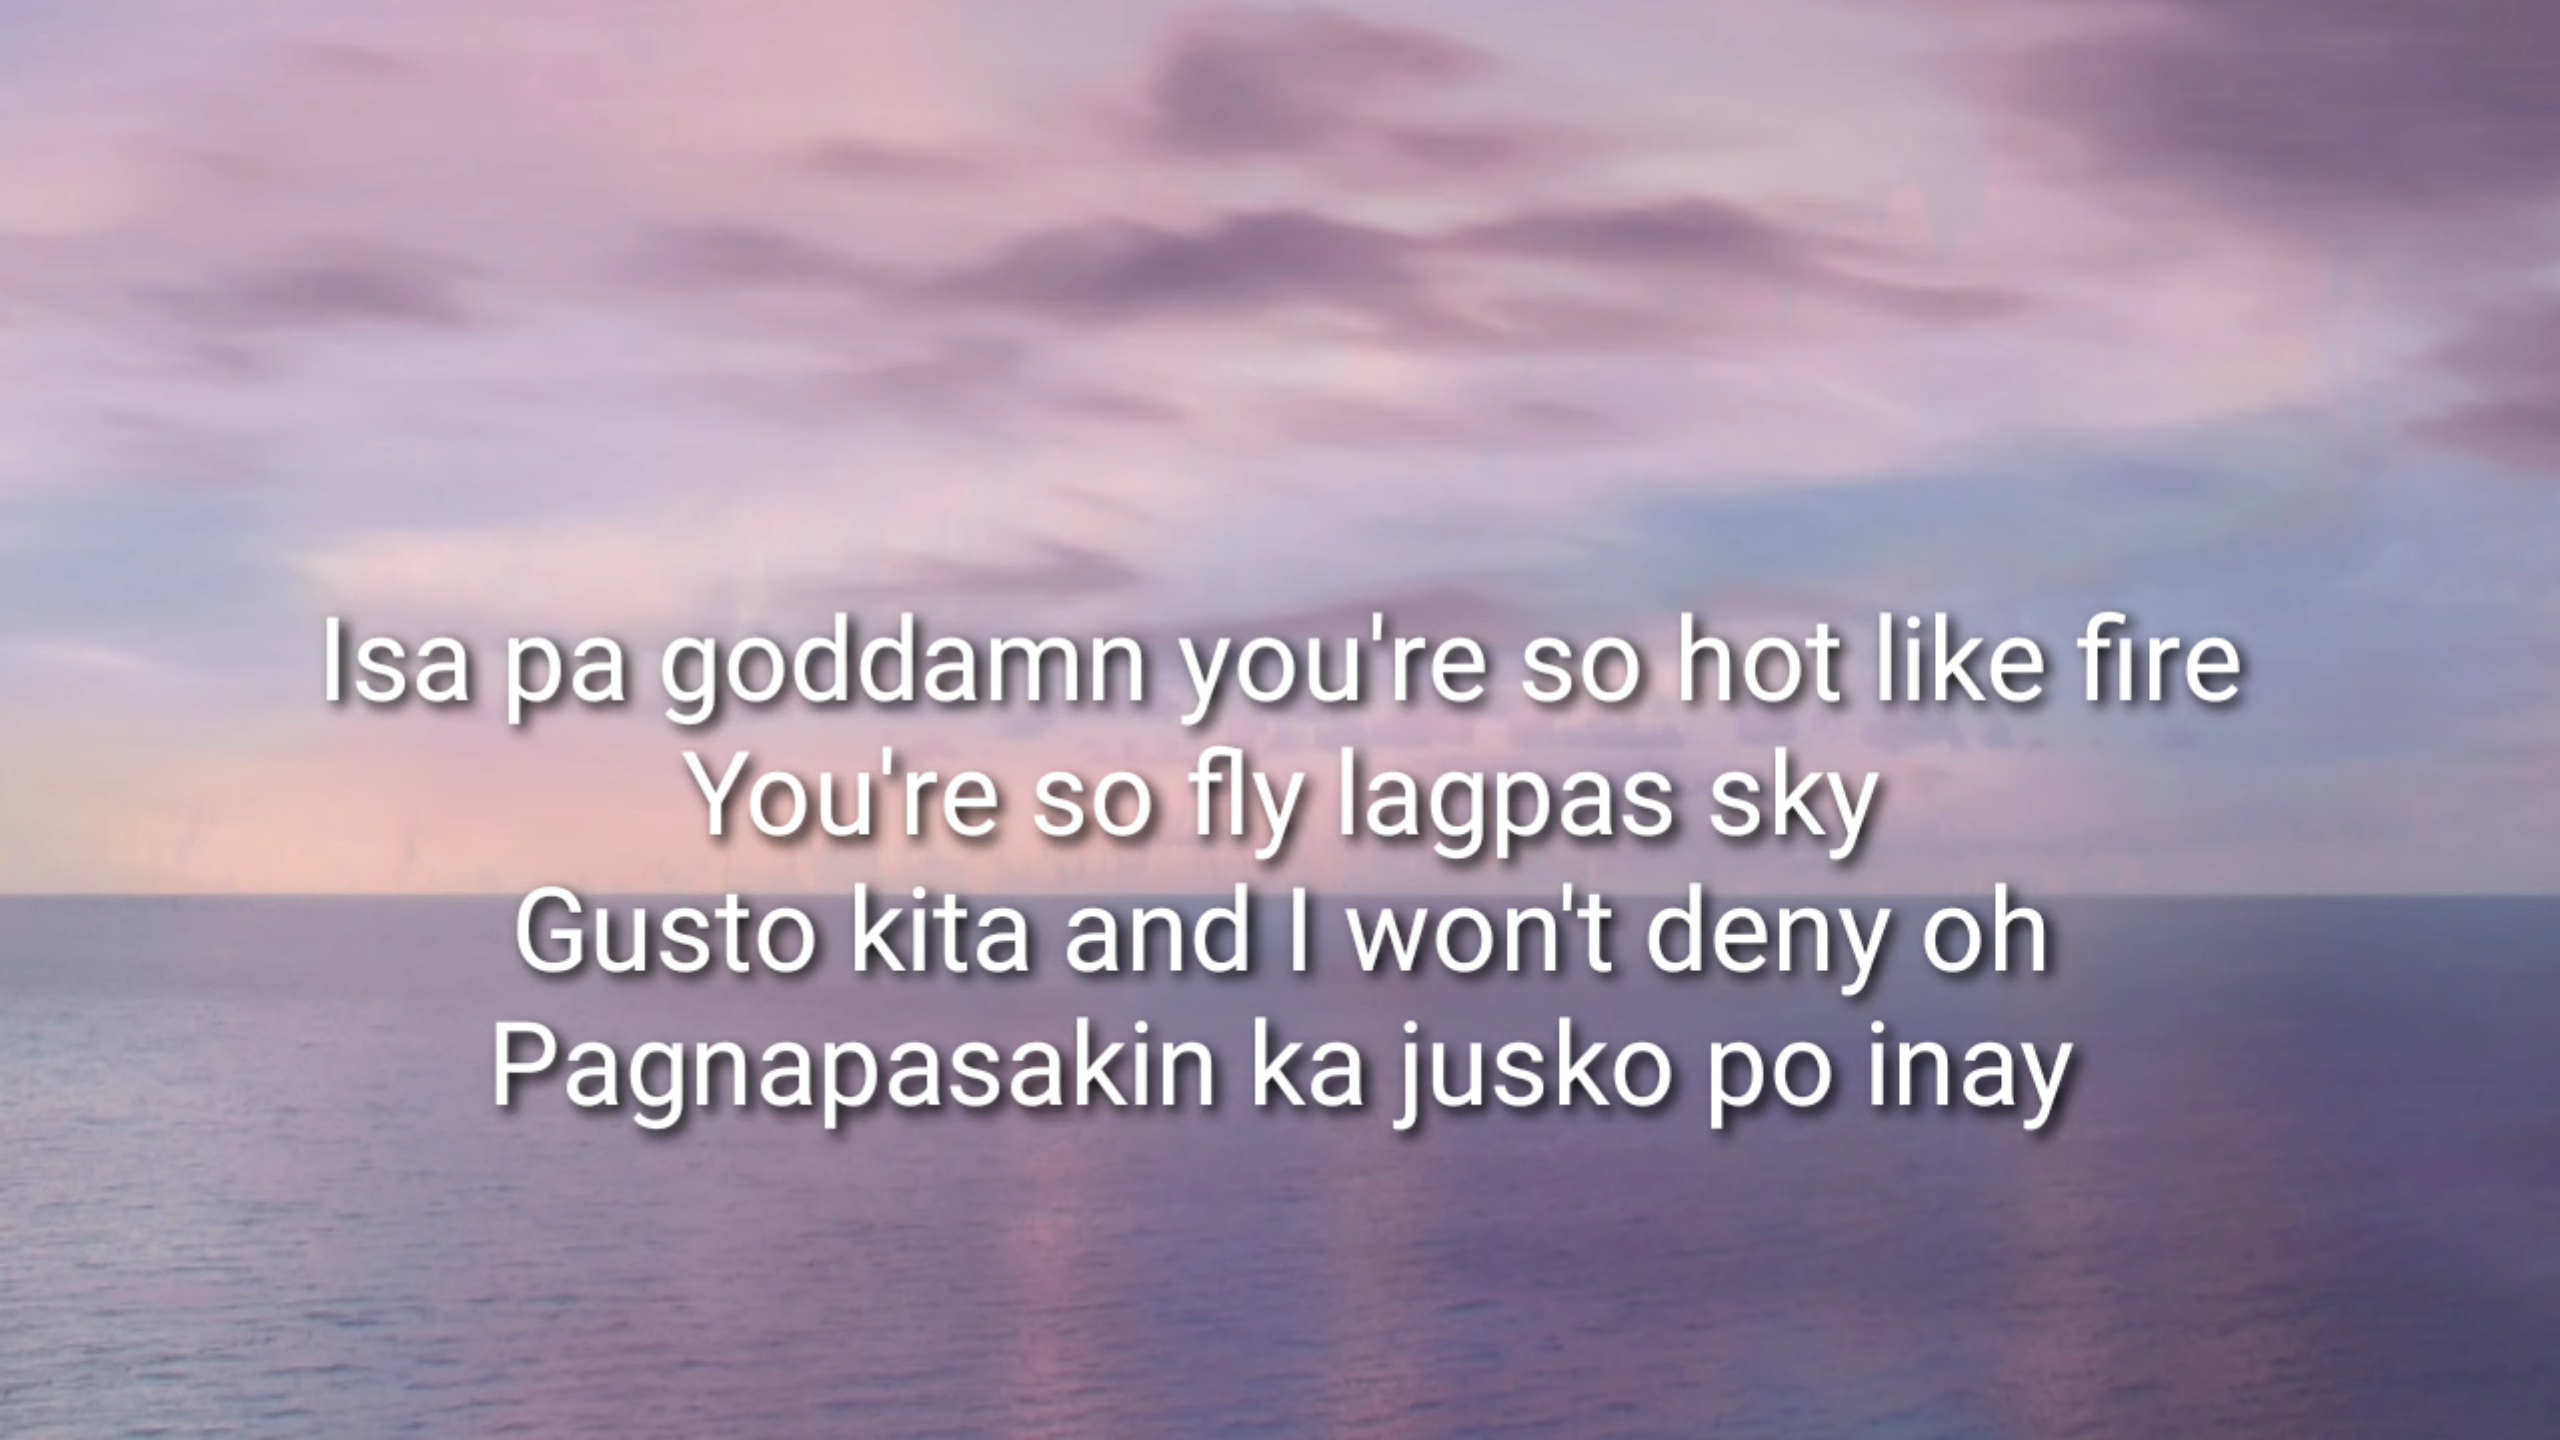 Isa pa goddamn you're so hot like fire
You're so fly lagpas sky
Gusto kita and I won't deny oh
Pagnapasakin ka jusko po inay